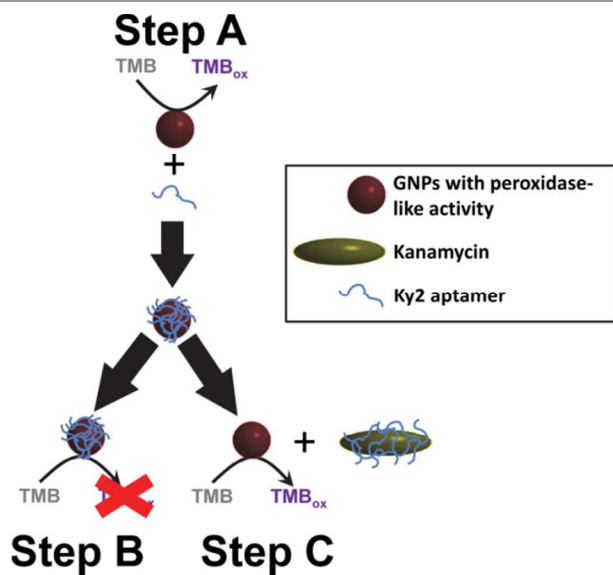 Step A
TMB TMBox
+
GNPs with peroxidase-
like activity
Kanamycin
Ky2 aptamer
+
TMB
TMB TMBox
Step B Step C